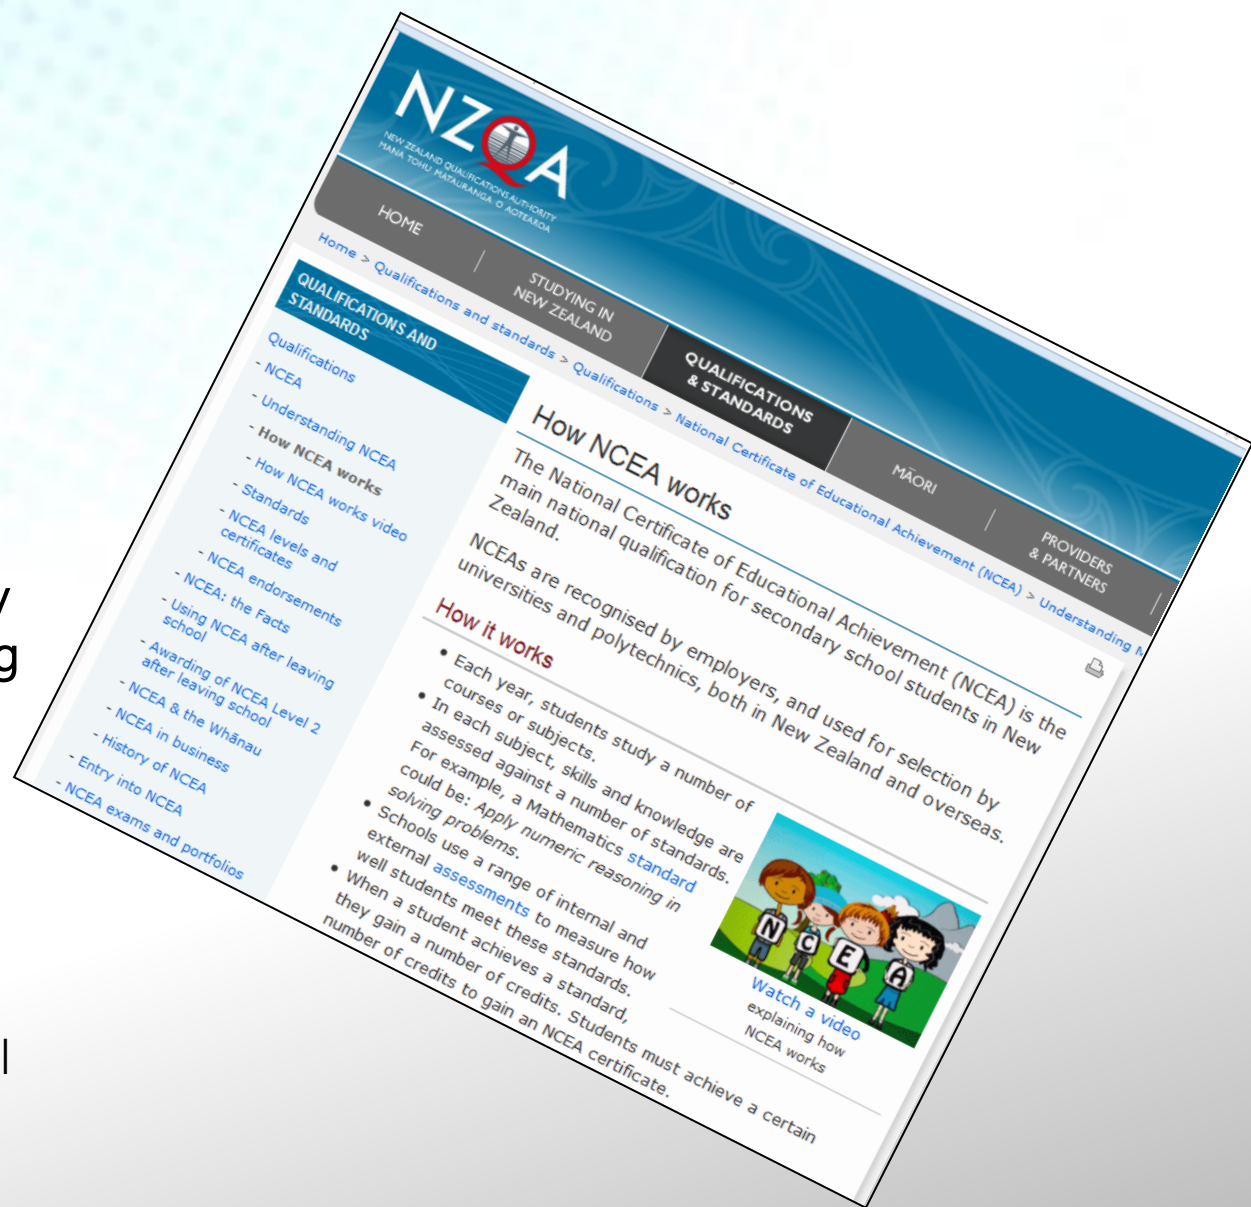 NZQA
NEW ZEALAND QUALIFICATIONS AUTHORITY
MANA TOHU MATAURANGA O AOTEAROA
HOME
STUDYING IN
NEW ZEALAND
QUALIFICATIONS
& STANDARDS
MĀORI
PROVIDERS
& PARTNERS
Home > Qualifications and standards > Qualifications > National Certificate of Educational Achievement (NCEA) > Understanding
QUALIFICATIONS AND
STANDARDS
Qualifications
- NCEA
- Understanding NCEA
- How NCEA works
- How NCEA works video
- Standards
- NCEA levels and
certificates
- NCEA endorsements
- NCEA: the Facts
- Using NCEA after leaving
school
- Awarding of NCEA Level 2
after leaving school
- NCEA & the Whānau
- NCEA in business
- History of NCEA
- Entry into NCEA
- NCEA exams and portfolios
How NCEA works
The National Certificate of Educational Achievement (NCEA) is the
main national qualification for secondary school students in New
Zealand.
NCEAs are recognised by employers, and used for selection by
universities and polytechnics, both in New Zealand and overseas.
How it works
• Each year, students study a number of
courses or subjects.
• In each subject, skills and knowledge are
assessed against a number of standards.
For example, a Mathematics standard
could be: Apply numeric reasoning in
solving problems.
• Schools use a range of internal and
external assessments to measure how
well students meet these standards.
• When a student achieves a standard,
they gain a number of credits. Students must achieve a certain
number of credits to gain an NCEA certificate.
N C E A
Watch a video
explaining how
NCEA works